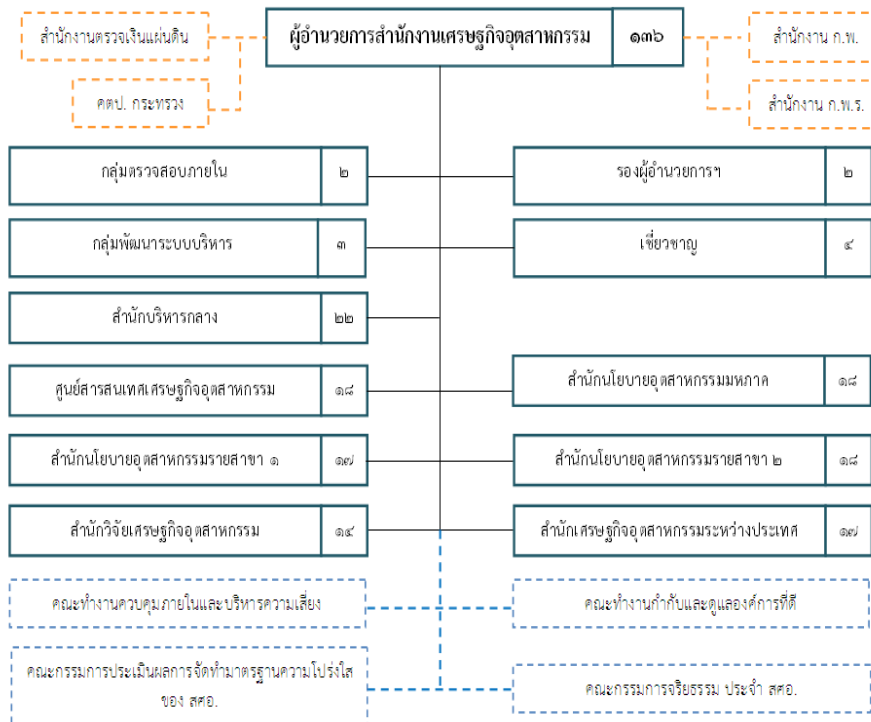 สำนักงานตรวจเงินแผ่นดิน
ผู้อำนวยการสำนักงานเศรษฐกิจอุตสาหกรรม ๑๓๖
สำนักงาน ก.พ.
คตป. กระทรวง
สำนักงาน ก.พ.ร.
กลุ่มตรวจสอบภายใน ๒
รองผู้อำนวยการฯ ๒
กลุ่มพัฒนาระบบบริหาร ๓
เชี่ยวชาญ ๔
สำนักบริหารกลาง ๒๒
ศูนย์สารสนเทศเศรษฐกิจอุตสาหกรรม ๑๘
สำนักนโยบายอุตสาหกรรมมหภาค ๑๘
สำนักนโยบายอุตสาหกรรมรายสาขา ๑ ๑๗
สำนักนโยบายอุตสาหกรรมรายสาขา ๒ ๑๘
สำนักวิจัยเศรษฐกิจอุตสาหกรรม ๑๔
สำนักเศรษฐกิจอุตสาหกรรมระหว่างประเทศ ๑๗
คณะทำงานควบคุมภายในและบริหารความเสี่ยง
คณะทำงานกำกับและดูแลองค์การที่ดี
คณะกรรมการประเมินผลการจัดทำมาตรฐานความโปร่งใส
ของ สศอ.
คณะกรรมการจริยธรรม ประจำ สศอ.